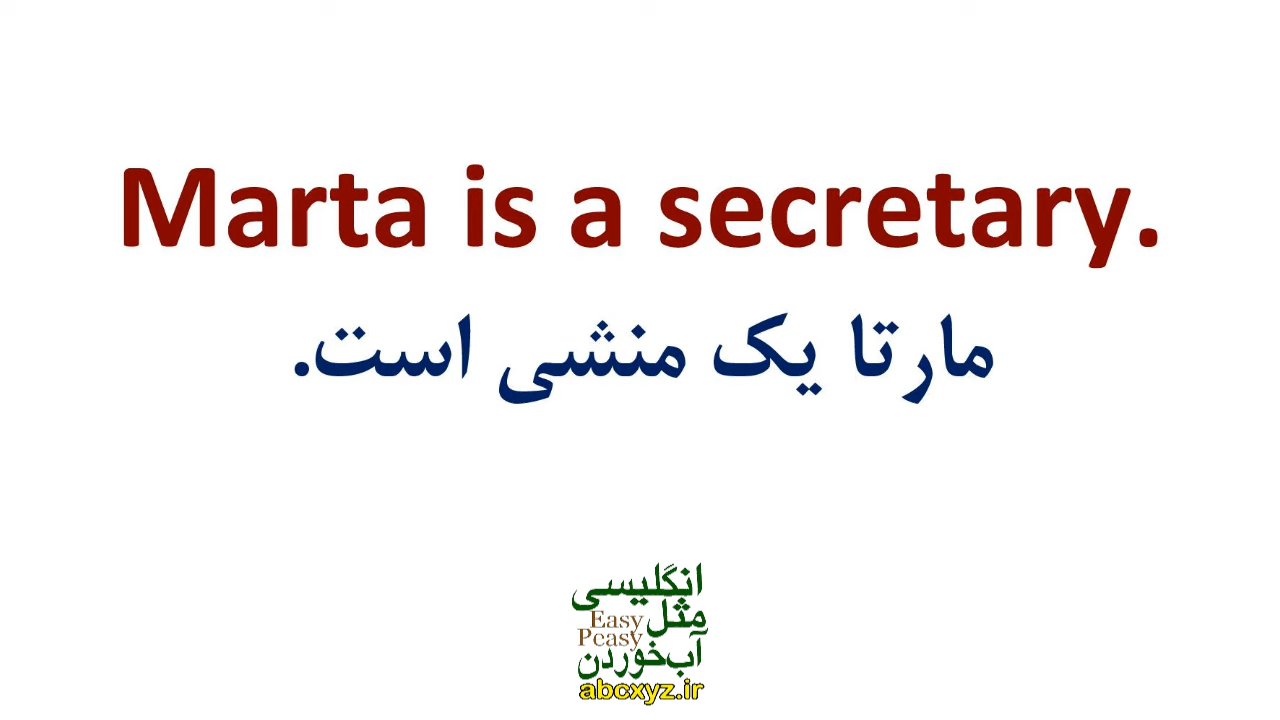 Marta is a secretary.
مارتا یک منشی است.
انگلیسی
مثل
Easy
Peasy
آب‌خوردن
abcxyz.ir